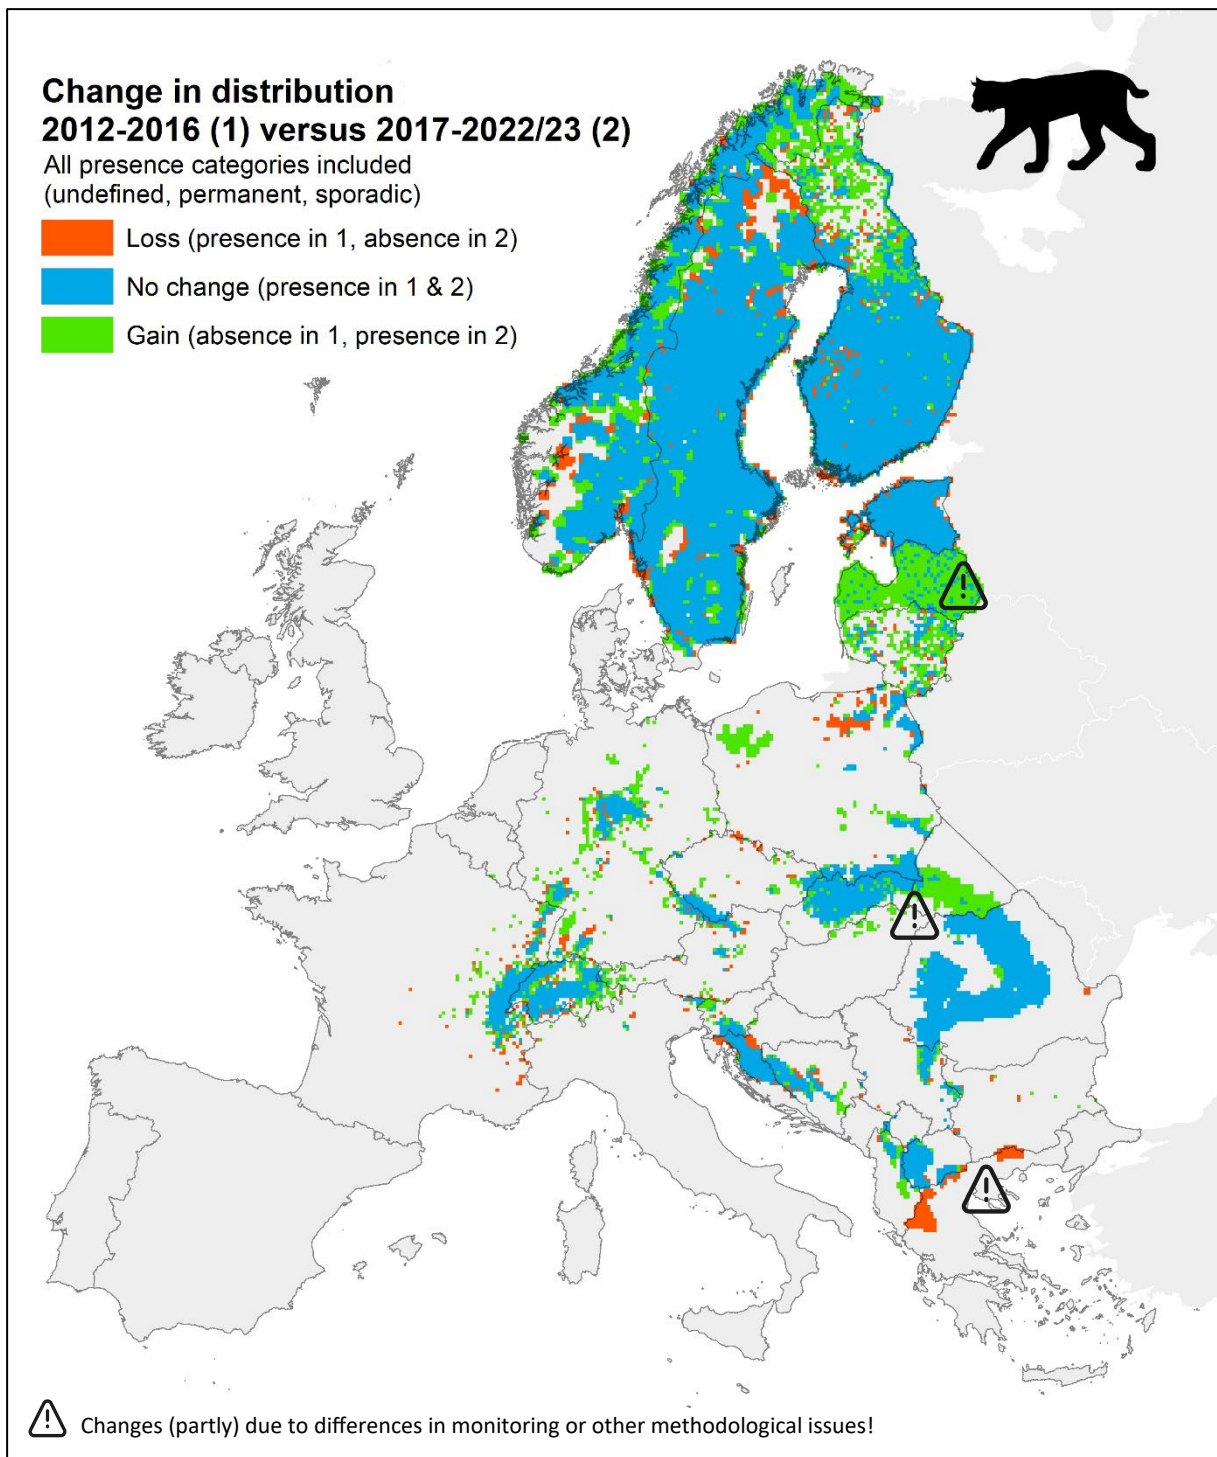 Change in distribution
2012-2016 (1) versus 2017-2022/23 (2)
All presence categories included
(undefined, permanent, sporadic)
Loss (presence in 1, absence in 2)
No change (presence in 1 & 2)
Gain (absence in 1, presence in 2)
Changes (partly) due to differences in monitoring or other methodological issues!